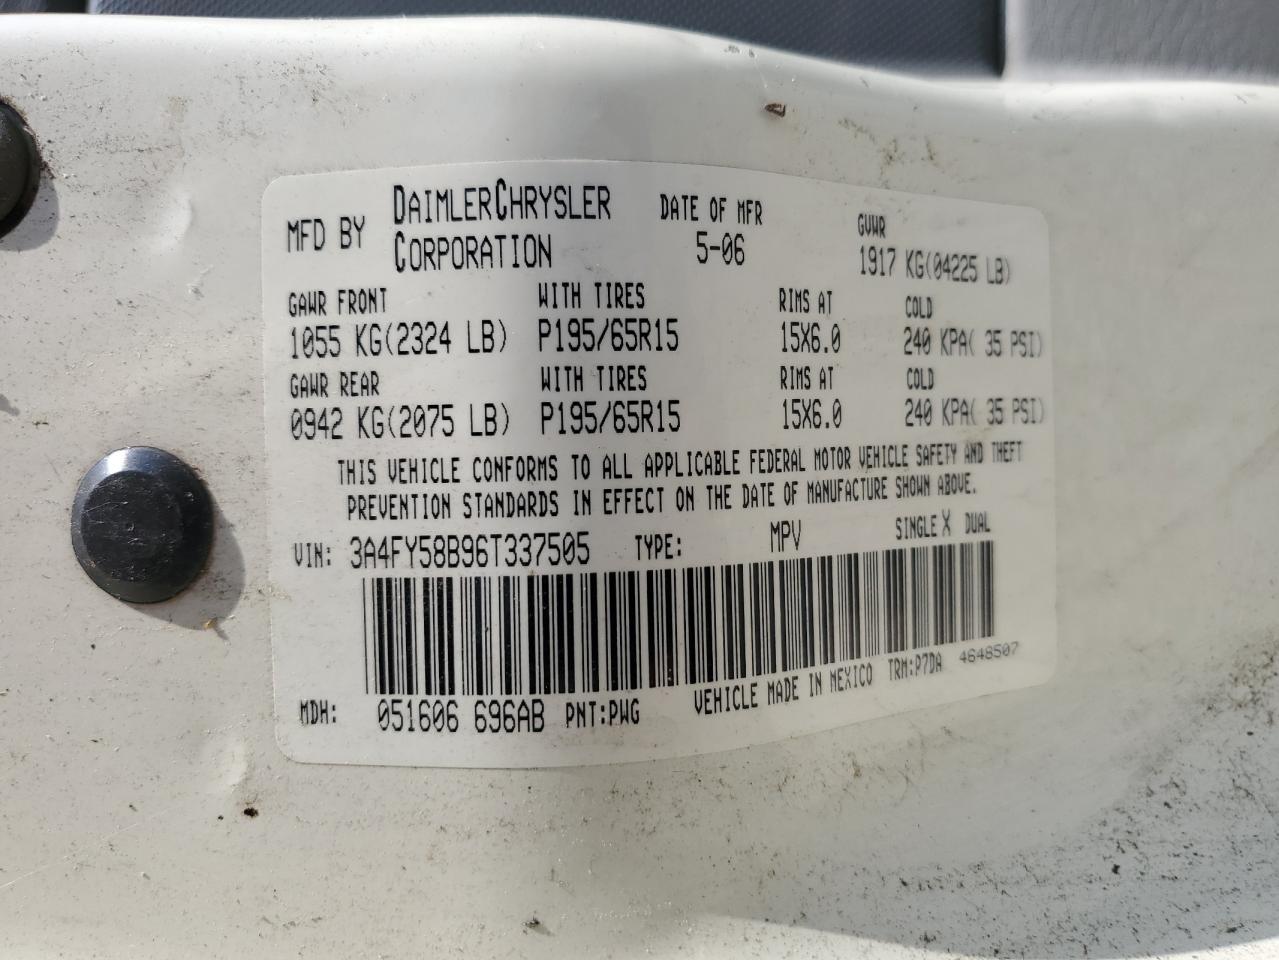 MFD BY DAIMLERCHRYSLER CORPORATION DATE OF MFR 5-06 GVWR 1917 KG(04225 LB)
GAWR FRONT WITH TIRES RIMS AT COLD
1055 KG(2324 LB) P195/65R15 15X6.0 240 KPA( 35 PSI)
GAWR REAR WITH TIRES RIMS AT COLD
0942 KG(2075 LB) P195/65R15 15X6.0 240 KPA( 35 PSI)
THIS VEHICLE CONFORMS TO ALL APPLICABLE FEDERAL MOTOR VEHICLE SAFETY AND THEFT
PREVENTION STANDARDS IN EFFECT ON THE DATE OF MANUFACTURE SHOWN ABOVE.
VIN: 3A4FY58B96T337505 TYPE: MPV SINGLE X DUAL
MDH: 051606 696AB PNT:PWG VEHICLE MADE IN MEXICO TRM:P7DA 4648507